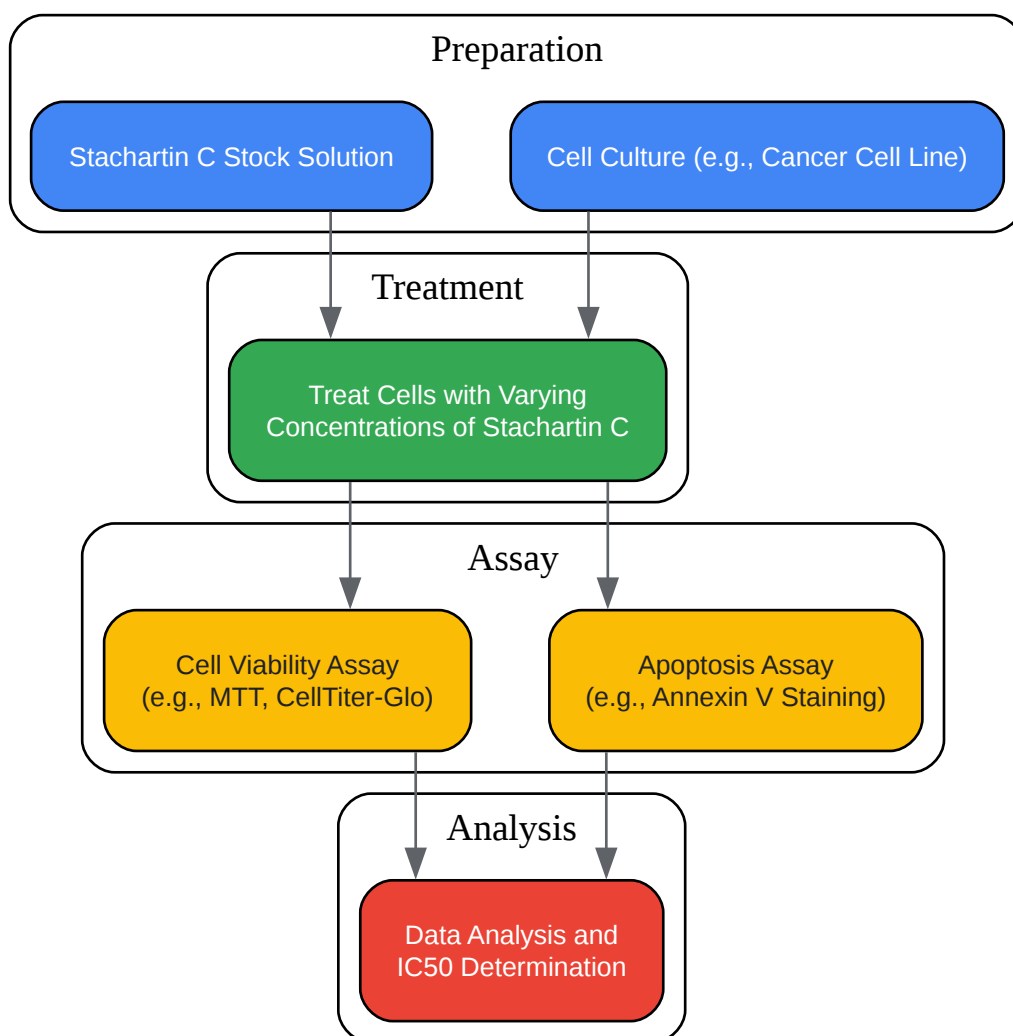 Preparation
Stachartin C Stock Solution
Cell Culture (e.g., Cancer Cell Line)
Treatment
Treat Cells with Varying
Concentrations of Stachartin C
Assay
Cell Viability Assay
(e.g., MTT, CellTiter-Glo)
Apoptosis Assay
(e.g., Annexin V Staining)
Analysis
Data Analysis and
IC50 Determination